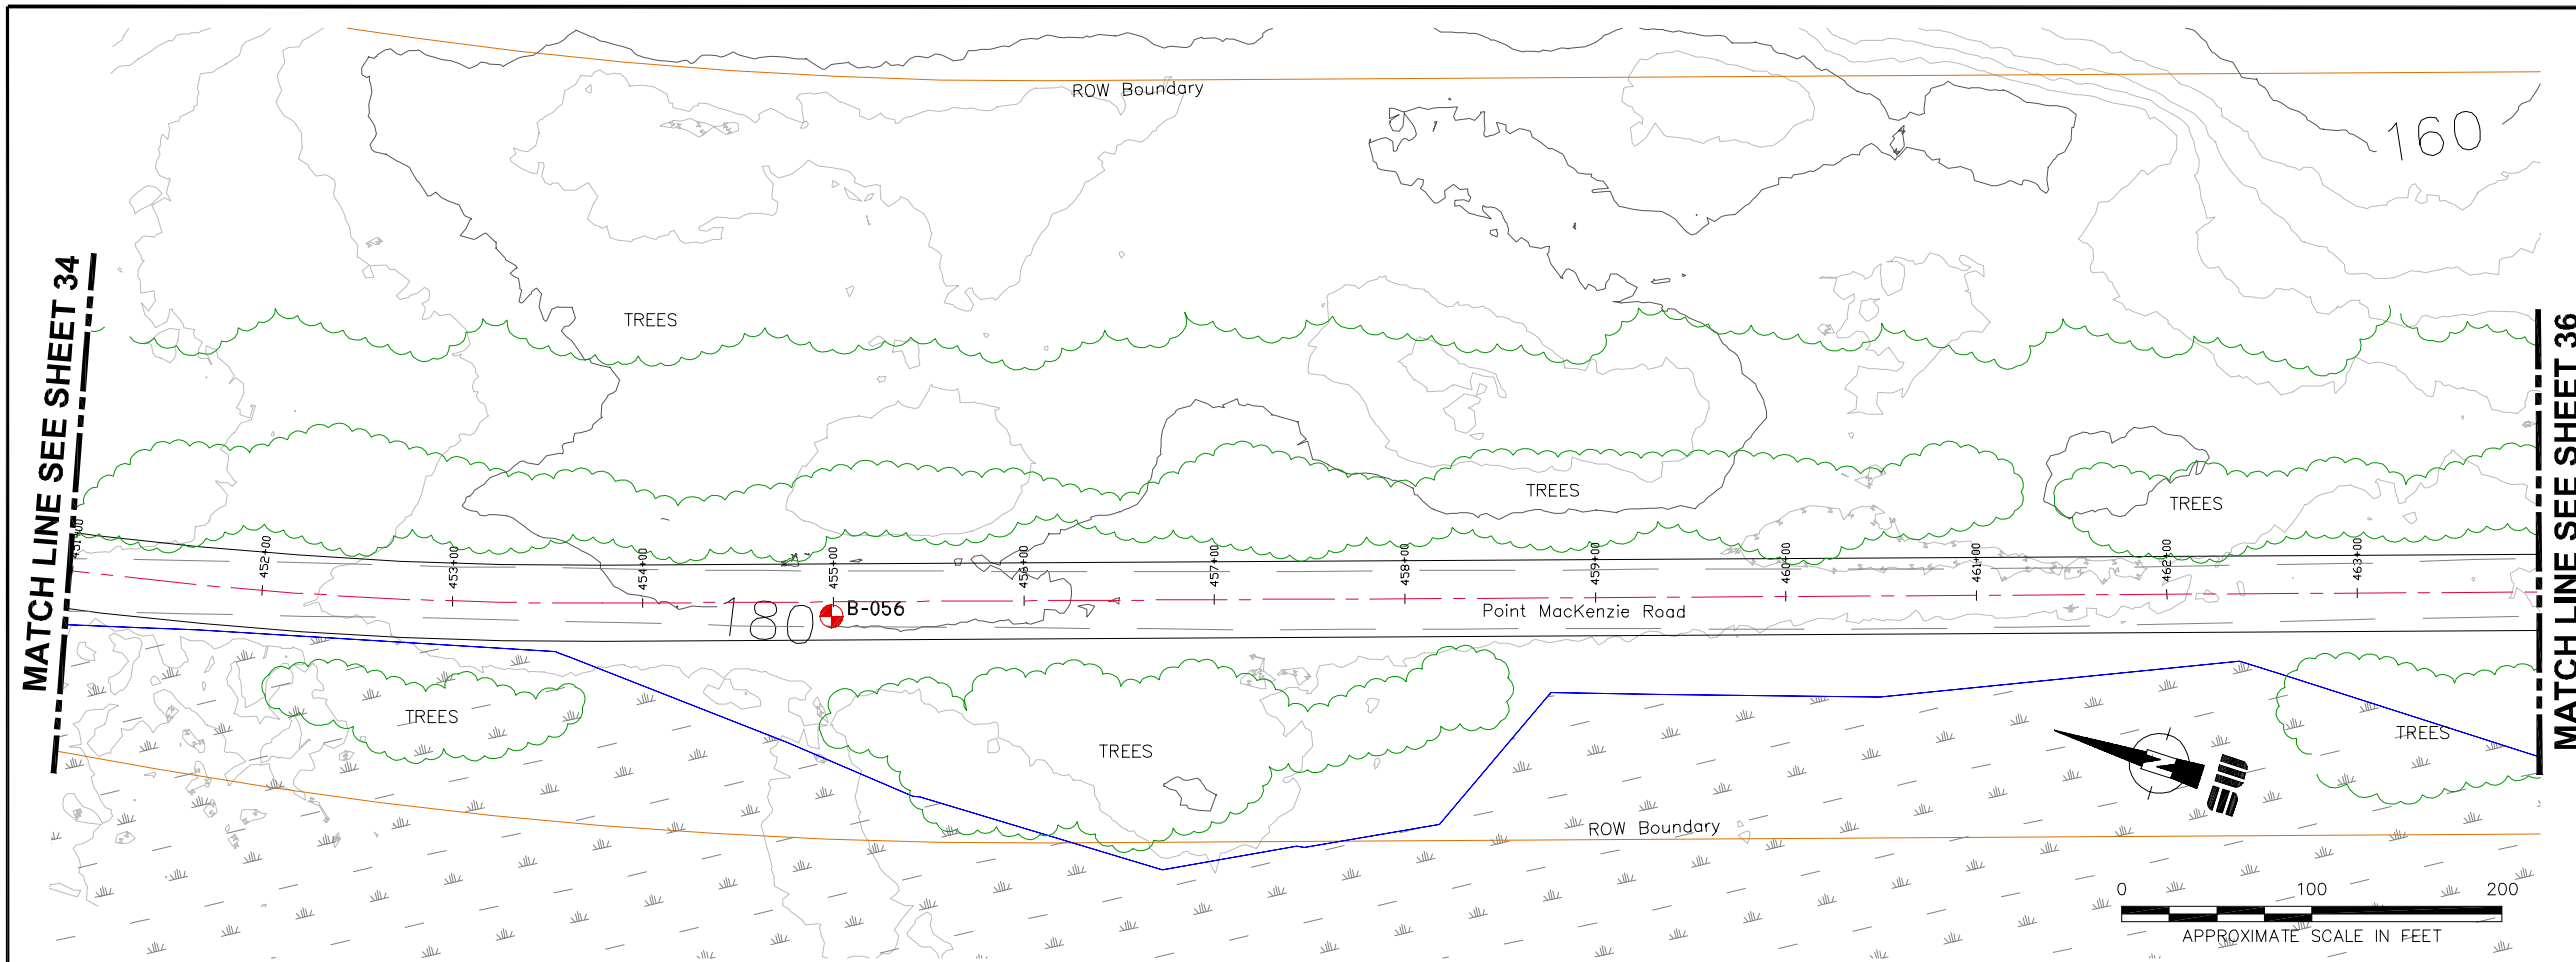 ROW Boundary
160
MATCH LINE SEE SHEET 34
TREES
MATCH LINE SEE SHEET 36
TREES
TREES
451+00
452+00
453+00
454+00
455+00
456+00
457+00
458+00
459+00
460+00
461+00
462+00
463+00
180
B-056
Point MacKenzie Road
TREES
TREES
TREES
ROW Boundary
0 100 200
APPROXIMATE SCALE IN FEET